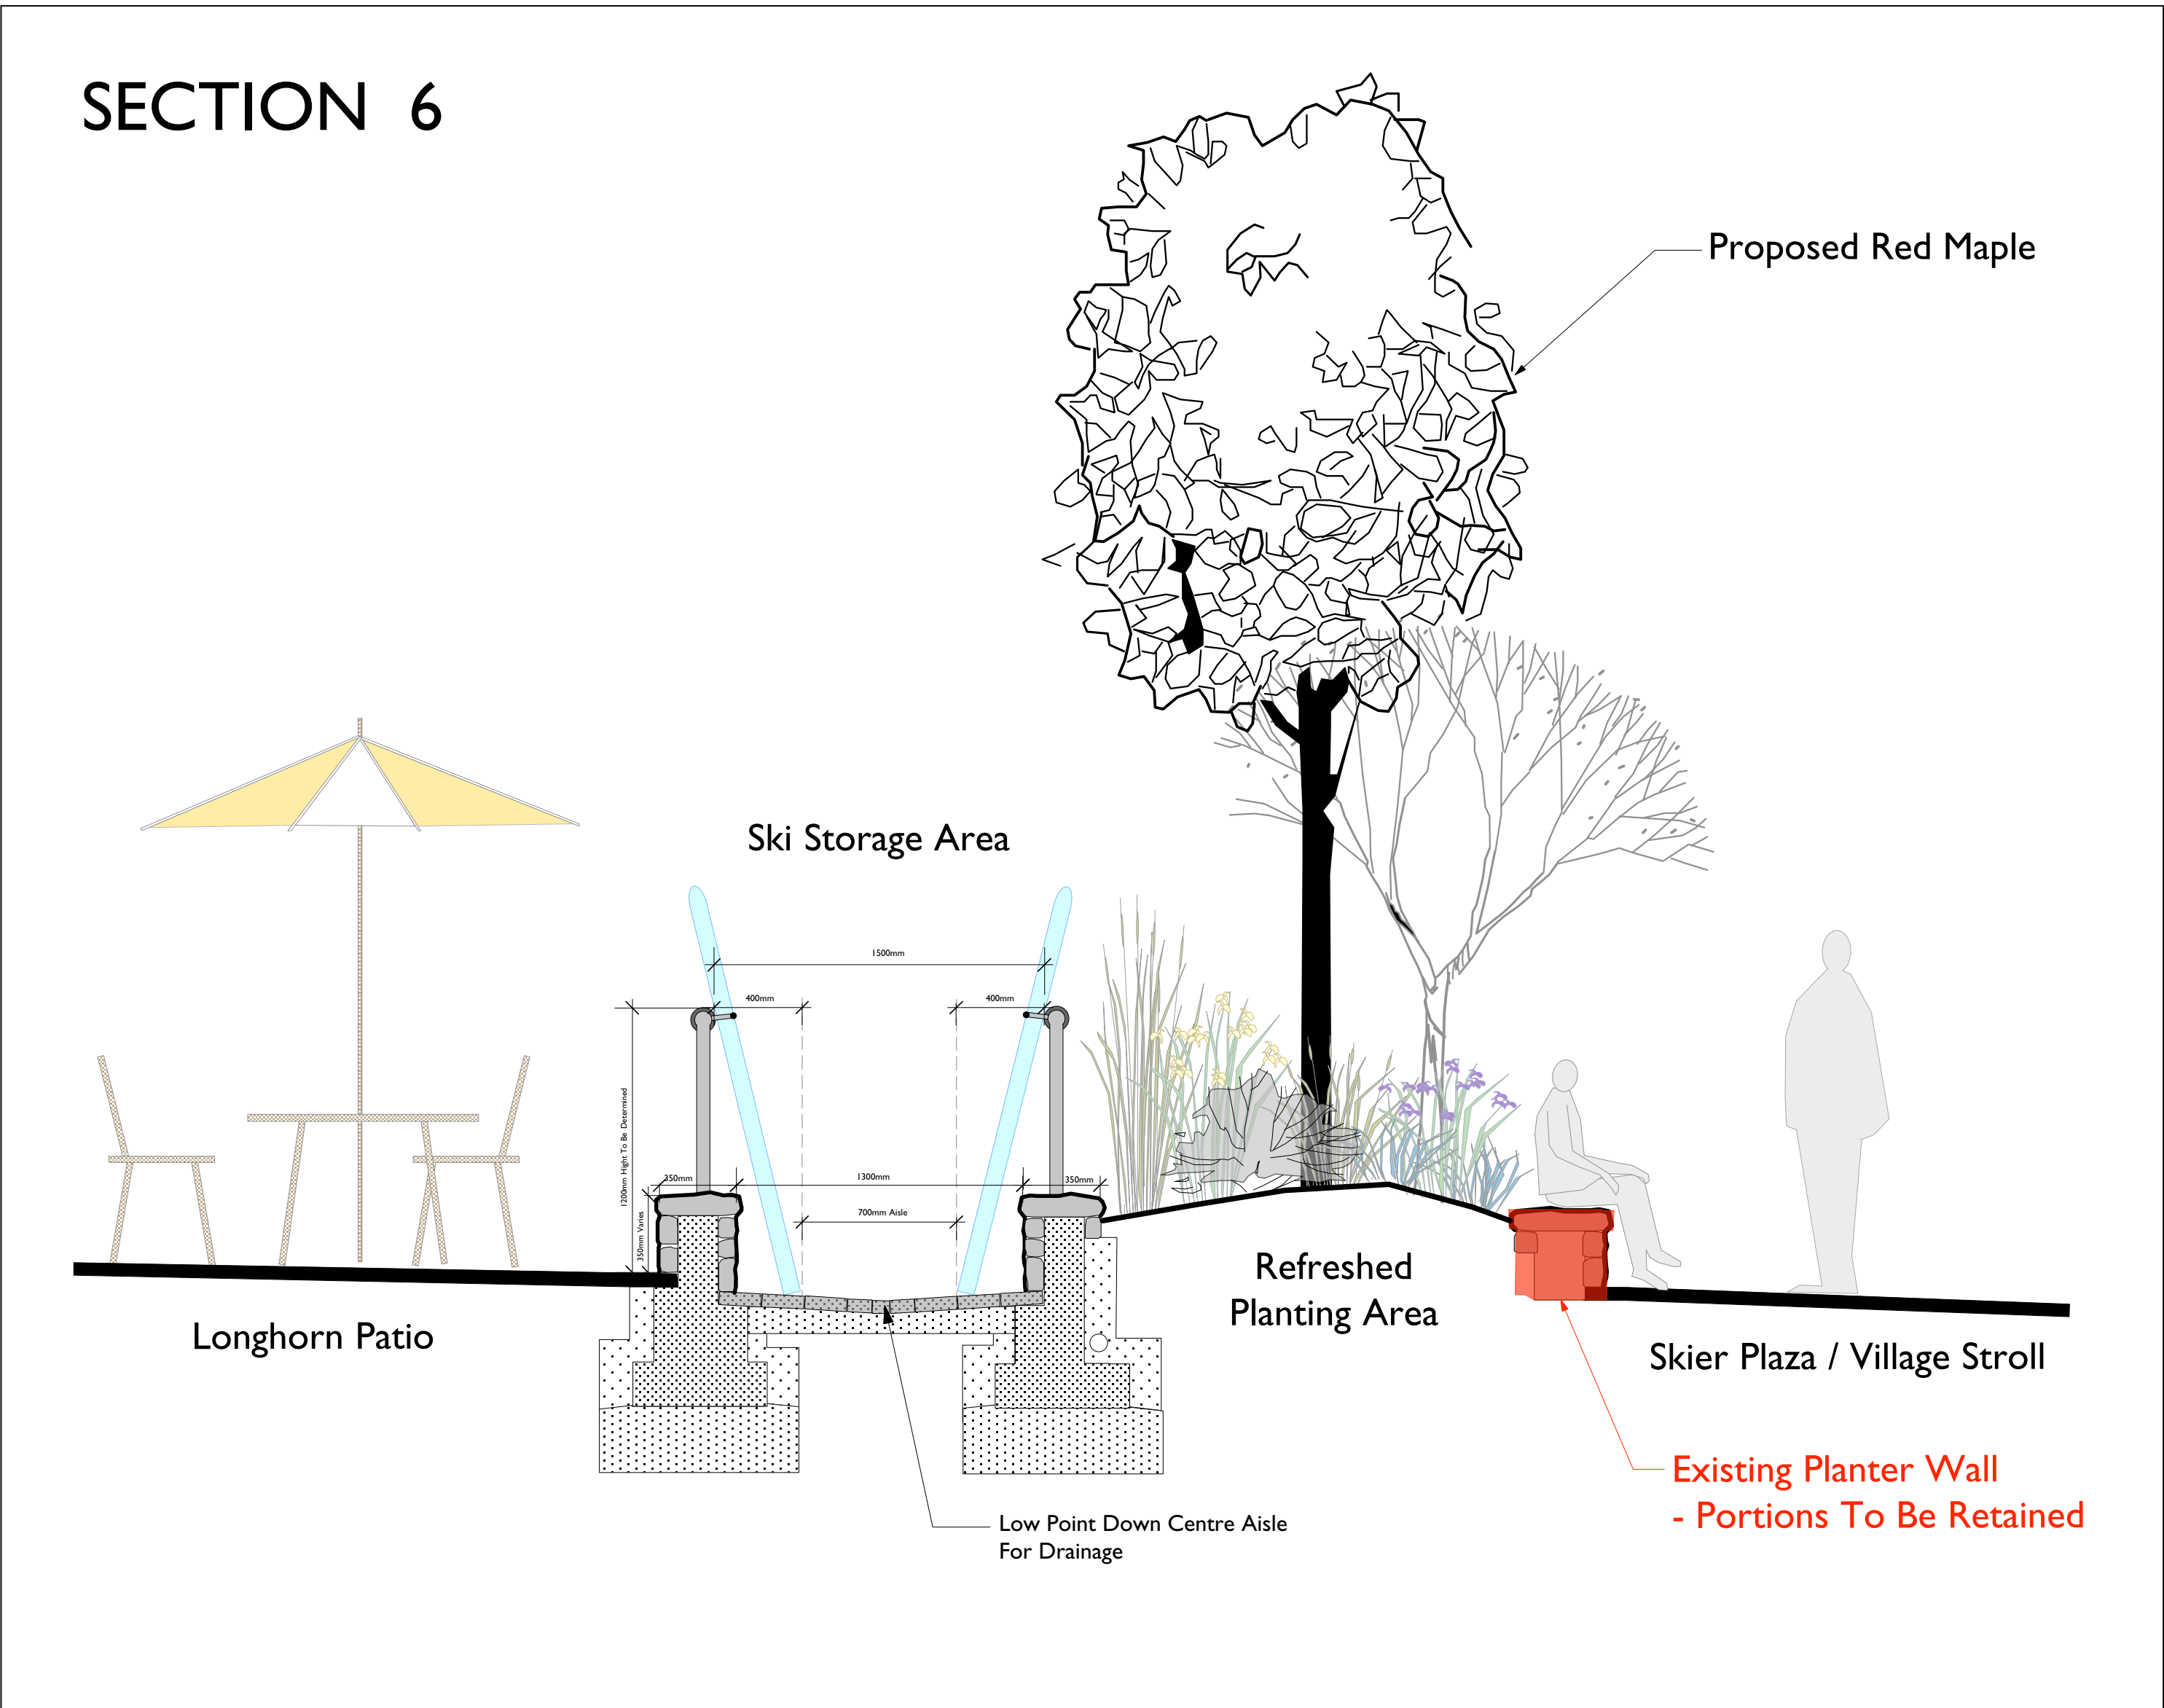 SECTION 6
Proposed Red Maple
Ski Storage Area
1500mm
400mm
400mm
1200mm Hight To Be Determined
350mm
1300mm
350mm
700mm Aisle
350mm Varies
Longhorn Patio
Refreshed
Planting Area
Skier Plaza / Village Stroll
Existing Planter Wall
- Portions To Be Retained
Low Point Down Centre Aisle
For Drainage